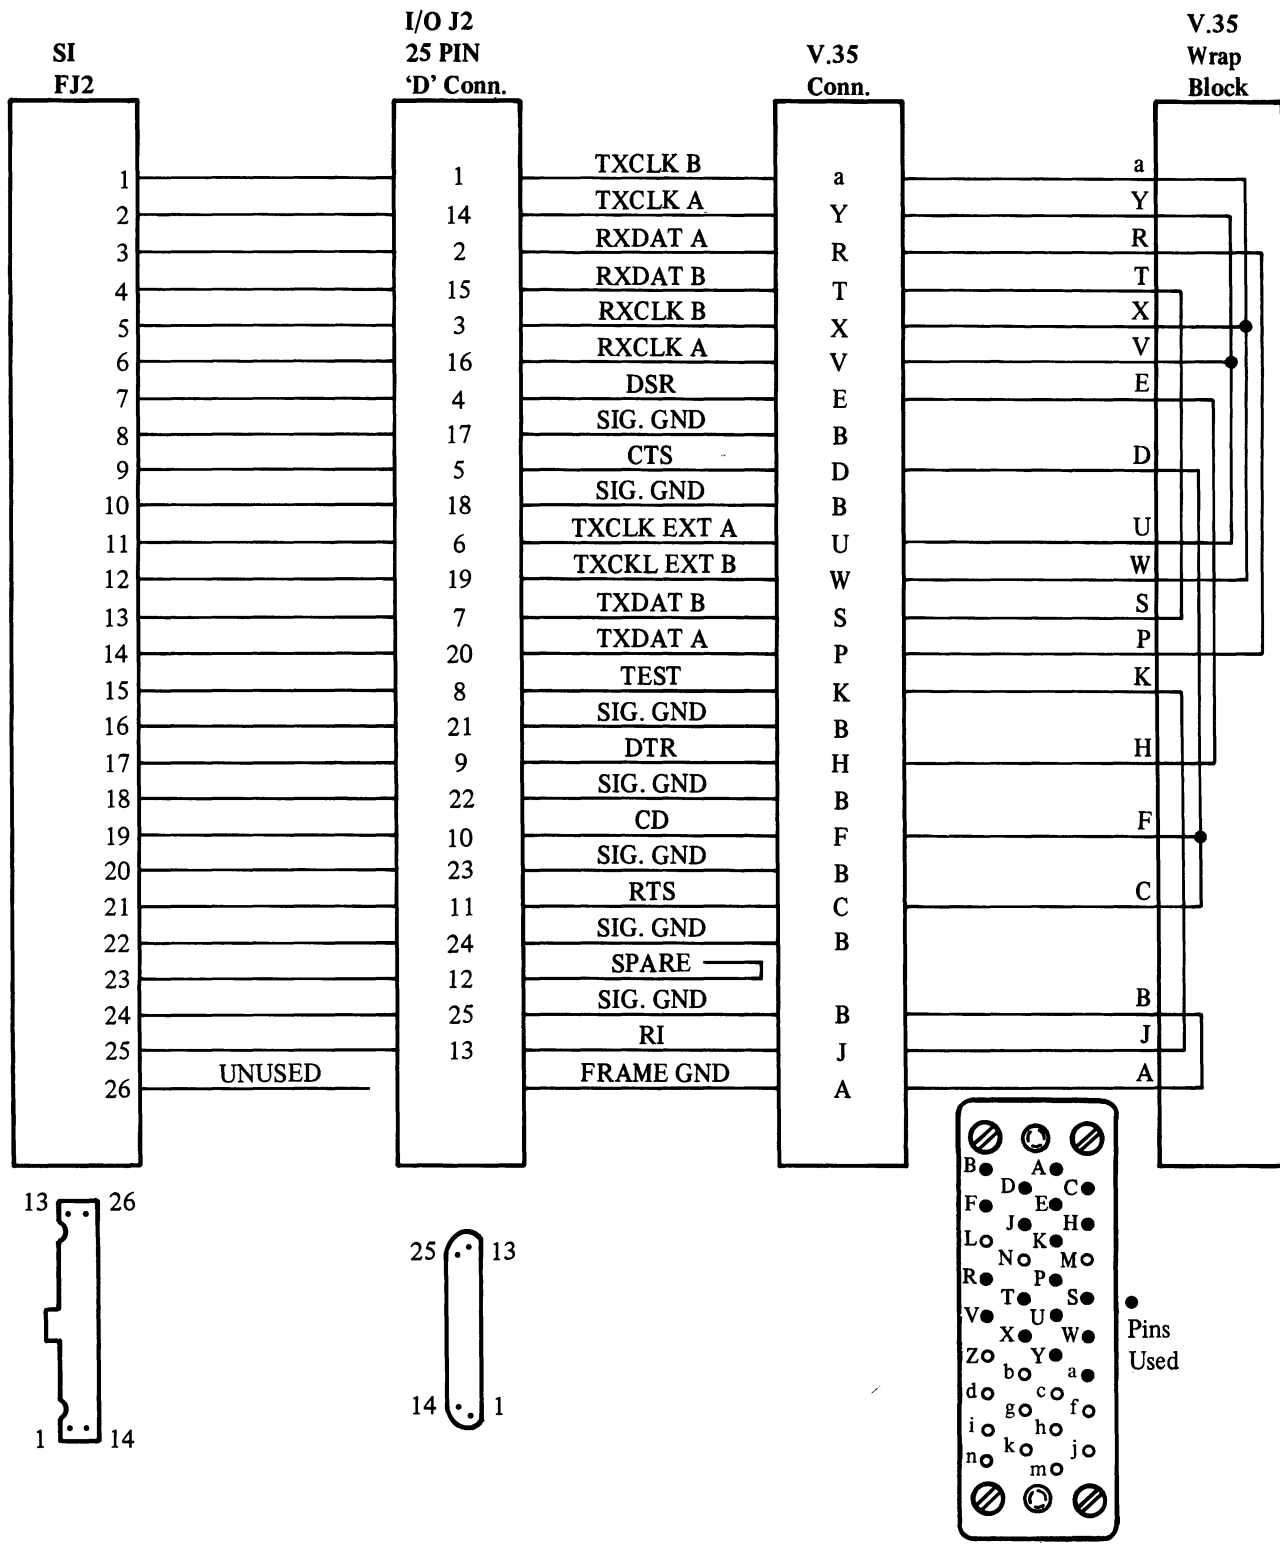 SI
FJ2
I/O J2
25 PIN
‘D’ Conn.
V.35
Conn.
V.35
Wrap
Block
1 1 TXCLK B a a
2 14 TXCLK A Y Y
3 2 RXDAT A R R
4 15 RXDAT B T T
5 3 RXCLK B X X
6 16 RXCLK A V V
7 4 DSR E E
8 17 SIG. GND B
9 5 CTS D D
10 18 SIG. GND B
11 6 TXCLK EXT A U U
12 19 TXCKL EXT B W W
13 7 TXDAT B S S
14 20 TXDAT A P P
15 8 TEST K K
16 21 SIG. GND B
17 9 DTR H H
18 22 SIG. GND B
19 10 CD F F
20 23 SIG. GND B
21 11 RTS C C
22 24 SIG. GND B
23 12 SPARE
24 25 SIG. GND B B
25 13 RI J J
26 UNUSED FRAME GND A A
13 26
1 14
25 13
14 1
B A
D C
F E
J H
L K
N M
R P
T S
V U
X W
Z Y
b a
d c
g f
i h
k j
n m
Pins
Used